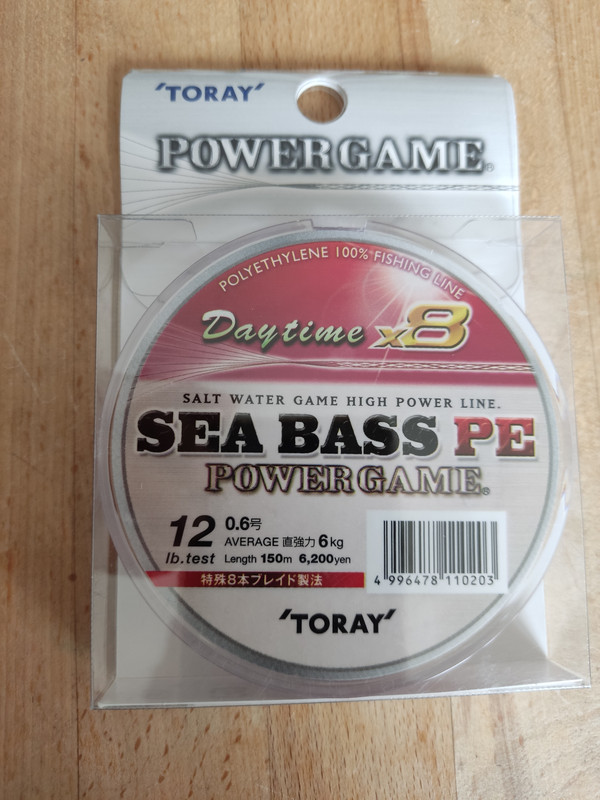 'TORAY'
POWERGAME®
POLYETHYLENE 100% FISHING LINE
Daytime x8
SALT WATER GAME HIGH POWER LINE.
SEA BASS PE
POWERGAME®
12 0.6号
AVERAGE 直強力 6kg
lb.test Length 150m 6,200yen
特殊8本ブレイド製法
4 996478 110203
'TORAY'